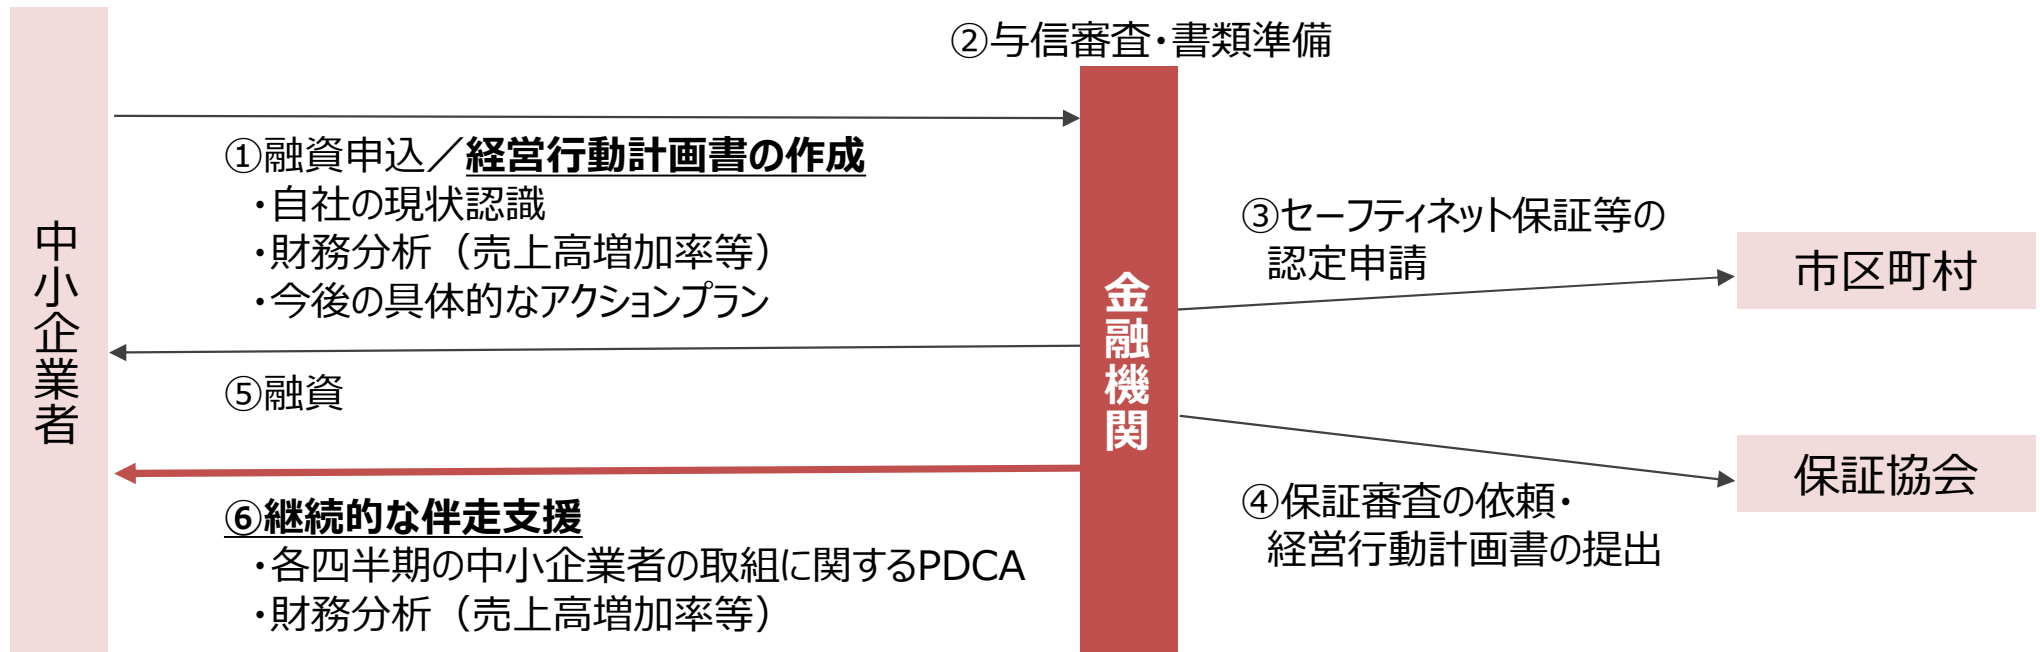 ②与信審査・書類準備
中小企業者
①融資申込／経営行動計画書の作成
・自社の現状認識
・財務分析（売上高増加率等）
・今後の具体的なアクションプラン
⑤融資
⑥継続的な伴走支援
・各四半期の中小企業者の取組に関するPDCA
・財務分析（売上高増加率等）
金融機関
③セーフティネット保証等の
認定申請
市区町村
④保証審査の依頼・
経営行動計画書の提出
保証協会